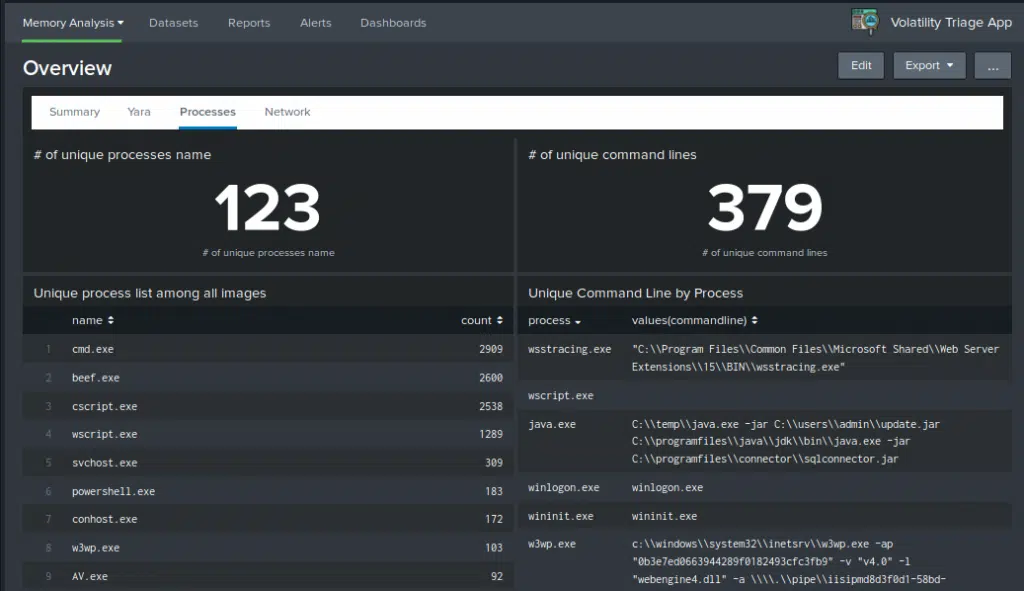 Memory Analysis Datasets Reports Alerts Dashboards Volatility Triage App
Overview Edit Export ...
Summary Yara Processes Network
# of unique processes name
123
# of unique processes name
# of unique command lines
379
# of unique command lines
Unique process list among all images
name count
1 cmd.exe 2909
2 beef.exe 2600
3 cscript.exe 2538
4 wscript.exe 1289
5 svchost.exe 309
6 powershell.exe 183
7 conhost.exe 172
8 w3wp.exe 103
9 AV.exe 92
Unique Command Line by Process
process values(commandline)
wsstracing.exe "C:\\Program Files\\Common Files\\Microsoft Shared\\Web Server
Extensions\\15\\BIN\\wsstracing.exe"
wscript.exe
java.exe C:\\temp\\java.exe -jar C:\\users\\admin\\update.jar
C:\\programfiles\\java\\jdk\\bin\\java.exe -jar
C:\\programfiles\\connector\\sqlconnector.jar
winlogon.exe winlogon.exe
wininit.exe wininit.exe
w3wp.exe c:\\windows\\system32\\inetsrv\\w3wp.exe -ap
"0b3e7ed0663944289f0182493cfc3fb9" -v "v4.0" -l
"webengine4.dll" -a \\\\.\\pipe\\iisipmd8d3f0d1-58bd-